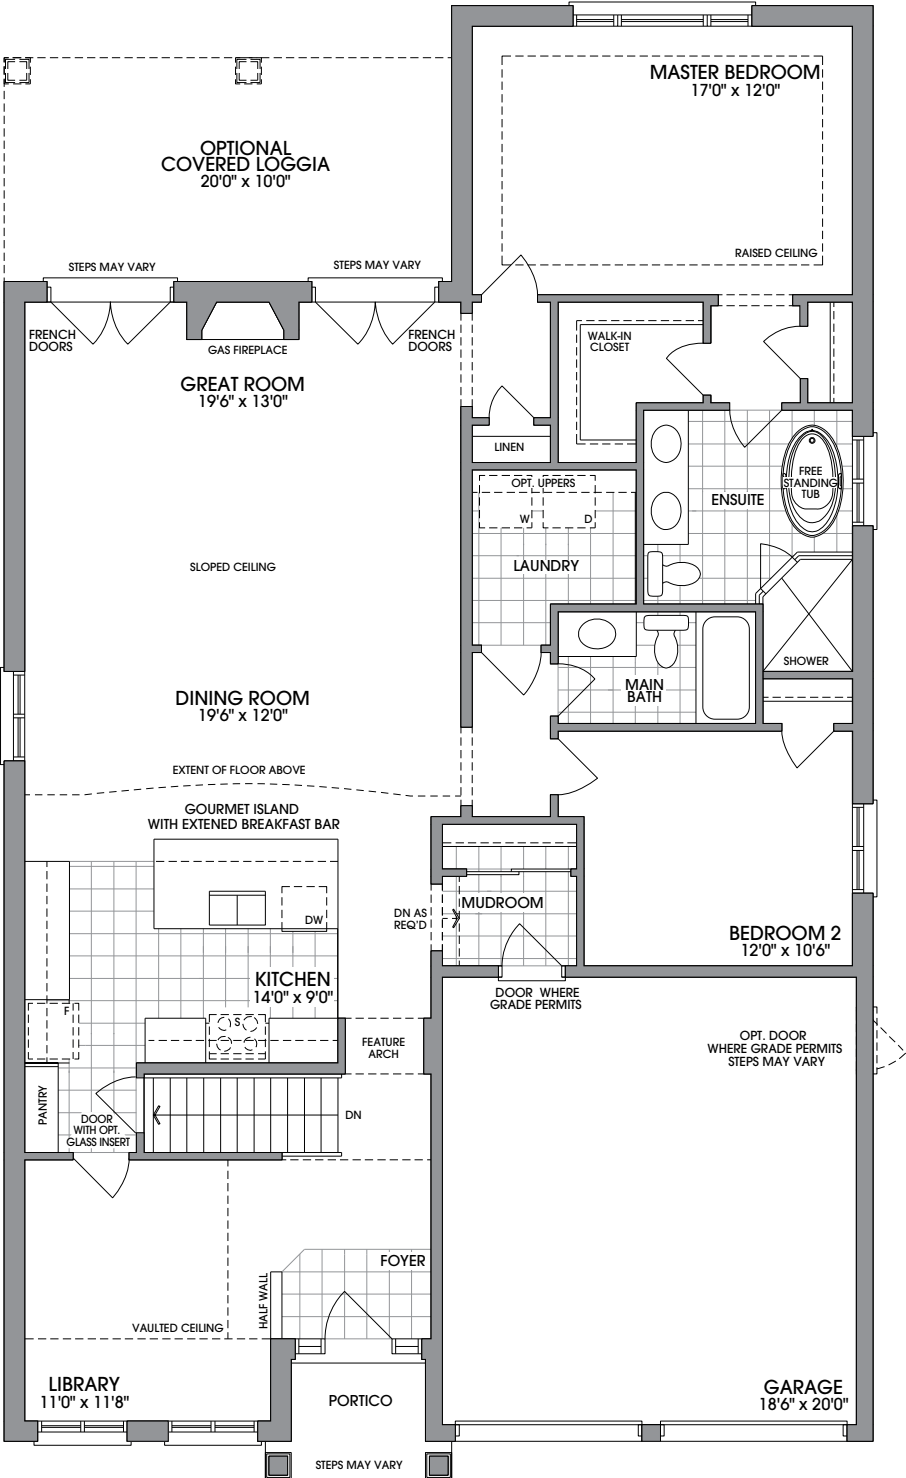 MASTER BEDROOM
17'0" x 12'0"
OPTIONAL
COVERED LOGGIA
20'0" x 10'0"
RAISED CEILING
STEPS MAY VARY
STEPS MAY VARY
FRENCH
DOORS
GAS FIREPLACE
FRENCH
DOORS
WALK-IN
CLOSET
GREAT ROOM
19'6" x 13'0"
LINEN
OPT. UPPERS
W
D
ENSUITE
FREE
STANDING
TUB
LAUNDRY
SLOPED CEILING
SHOWER
MAIN
BATH
DINING ROOM
19'6" x 12'0"
EXTENT OF FLOOR ABOVE
GOURMET ISLAND
WITH EXTENED BREAKFAST BAR
DW
DN AS
REQ'D
MUDROOM
BEDROOM 2
12'0" x 10'6"
KITCHEN
14'0" x 9'0"
F
S
DOOR WHERE
GRADE PERMITS
FEATURE
ARCH
OPT. DOOR
WHERE GRADE PERMITS
STEPS MAY VARY
PANTRY
DOOR
WITH OPT.
GLASS INSERT
DN
FOYER
HALF WALL
VAULTED CEILING
LIBRARY
11'0" x 11'8"
PORTICO
GARAGE
18'6" x 20'0"
STEPS MAY VARY